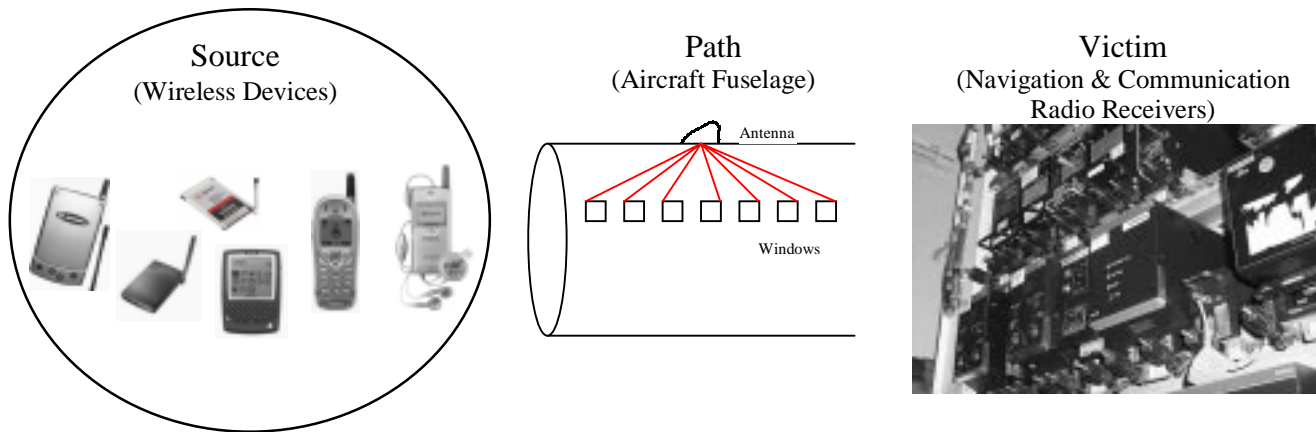 Source
(Wireless Devices)
Path
(Aircraft Fuselage)
Antenna
Windows
Victim
(Navigation & Communication
Radio Receivers)